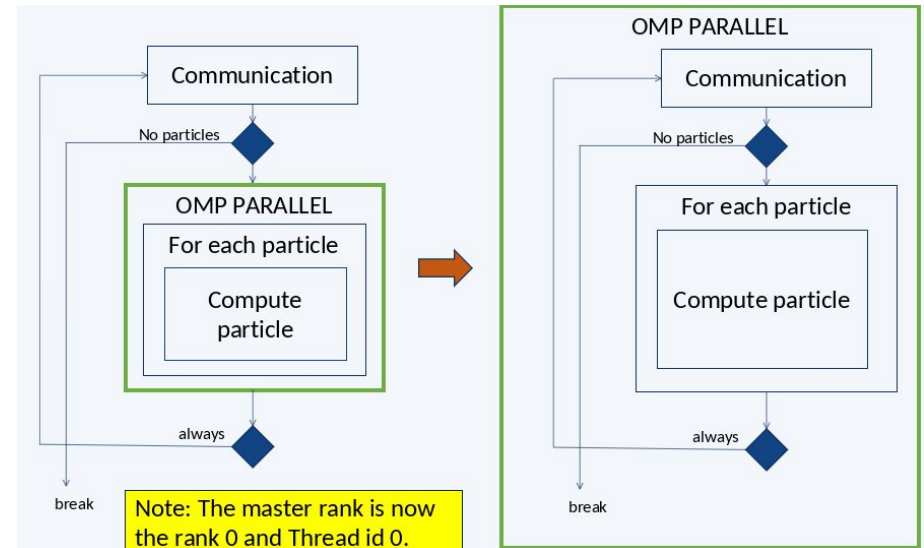 Communication
No particles
OMP PARALLEL
For each particle
Compute
particle
always
break
Note: The master rank is now
the rank 0 and Thread id 0.
OMP PARALLEL
Communication
No particles
For each particle
Compute particle
always
break